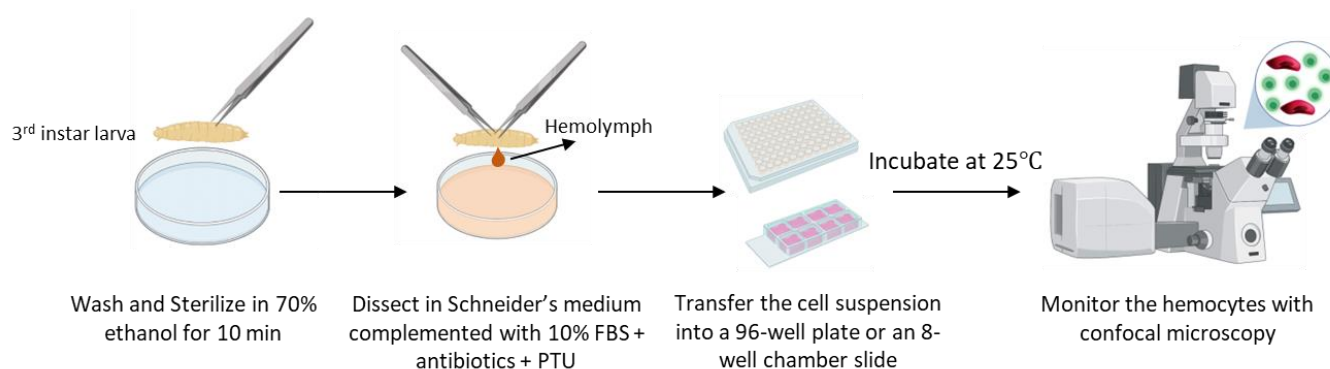 3rd instar larva
Hemolymph
Incubate at 25℃
Wash and Sterilize in 70%
ethanol for 10 min
Dissect in Schneider’s medium
complemented with 10% FBS +
antibiotics + PTU
Transfer the cell suspension
into a 96-well plate or an 8-
well chamber slide
Monitor the hemocytes with
confocal microscopy